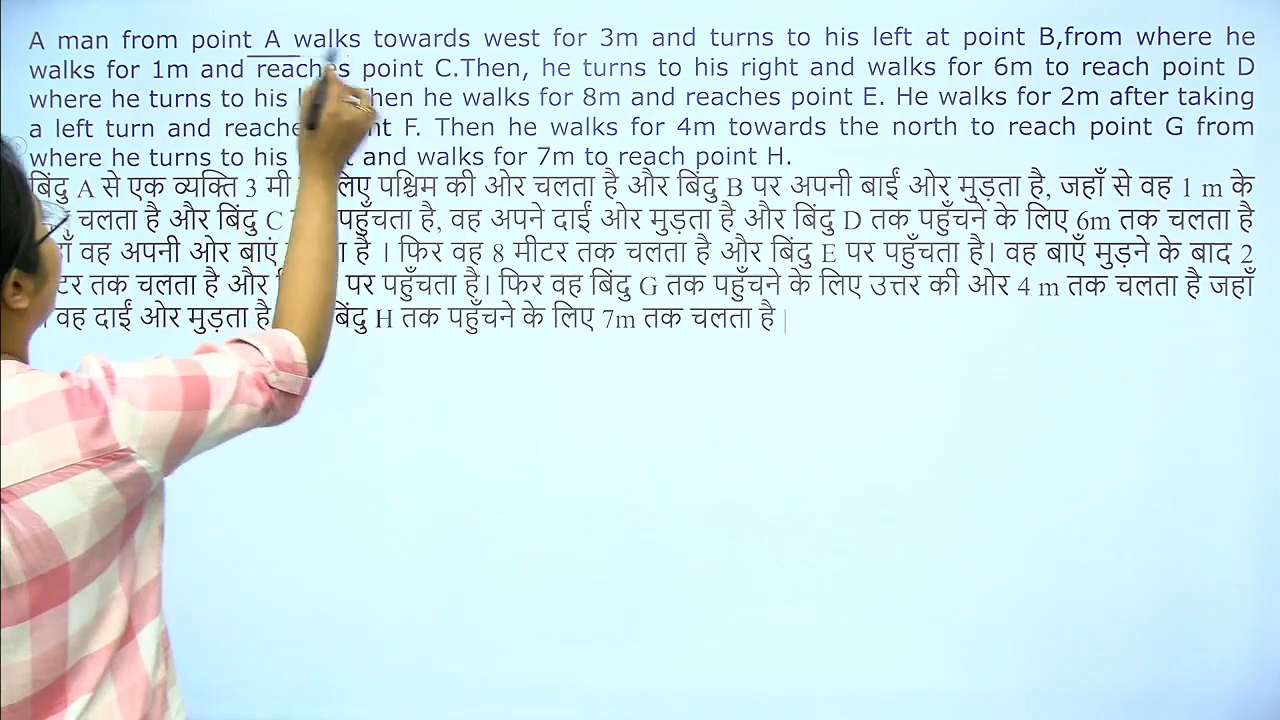 A man from point A walks towards west for 3m and turns to his left at point B,from where he
walks for 1m and reaches point C.Then, he turns to his right and walks for 6m to reach point D
where he turns to his hen he walks for 8m and reaches point E. He walks for 2m after taking
a left turn and reache nt F. Then he walks for 4m towards the north to reach point G from
where he turns to his and walks for 7m to reach point H.
बिंदु A से एक व्यक्ति 3 मी लिए पश्चिम की ओर चलता है और बिंदु B पर अपनी बाईं ओर मुड़ता है, जहाँ से वह 1 m के
चलता है और बिंदु C पहुँचता है, वह अपने दाईं ओर मुड़ता है और बिंदु D तक पहुँचने के लिए 6m तक चलता है
वह अपनी ओर बाएं है । फिर वह 8 मीटर तक चलता है और बिंदु E पर पहुँचता है। वह बाएँ मुड़ने के बाद 2
टर तक चलता है और पर पहुँचता है। फिर वह बिंदु G तक पहुँचने के लिए उत्तर की ओर 4 m तक चलता है जहाँ
वह दाईं ओर मुड़ता है बिंदु H तक पहुँचने के लिए 7m तक चलता है |